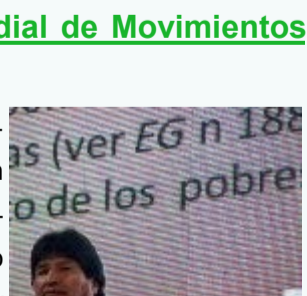 dial de Movimientos
as (ver EG n 188
o de los pobre